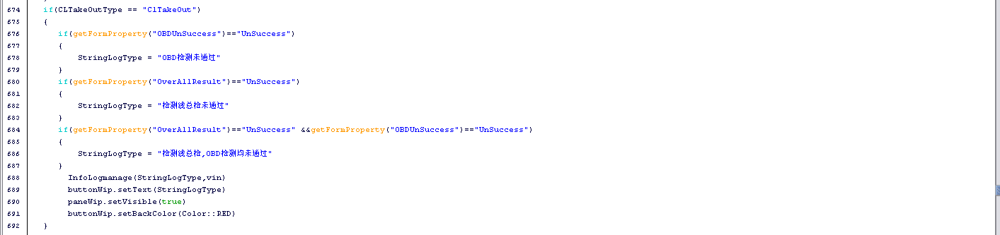 674 if(CLTakeOutType == "ClTakeOut")
675 {
676 if(getFormProperty("OBDUnSuccess")=="UnSuccess")
677 {
678 StringLogType = "OBD检测未通过"
679 }
680 if(getFormProperty("OverAllResult")=="UnSuccess")
681 {
682 StringLogType = "检测线总检未通过"
683 }
684 if(getFormProperty("OverAllResult")=="UnSuccess" &&getFormProperty("OBDUnSuccess")=="UnSuccess")
685 {
686 StringLogType = "检测线总检,OBD检测均未通过"
687 }
688 InfoLogmanage(StringLogType,vin)
689 buttonWip.setText(StringLogType)
690 paneWip.setVisible(true)
691 buttonWip.setBackColor(Color::RED)
692 }